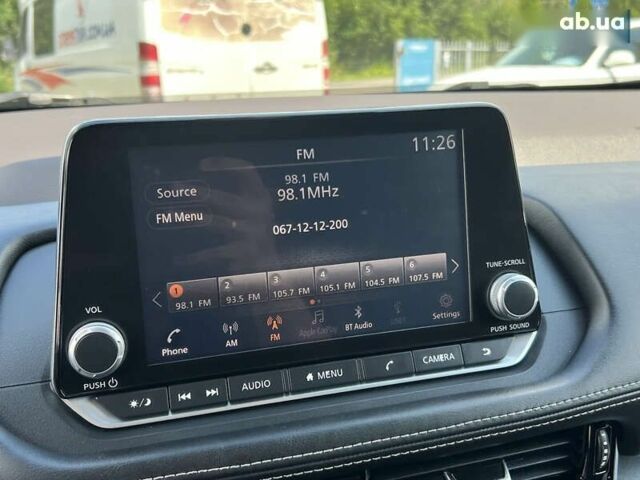 ab.ua
FM
11:26
98.1 FM
Source
98.1MHz
FM Menu
067-12-12-200
1
2
3
4
5
6
98.1 FM
93.5 FM
105.7 FM
105.1 FM
104.5 FM
107.5 FM
Phone
AM
FM
Apple CarPlay
BT Audio
USB1
Settings
VOL
PUSH
TUNE·SCROLL
PUSH SOUND
AUDIO
MENU
CAMERA